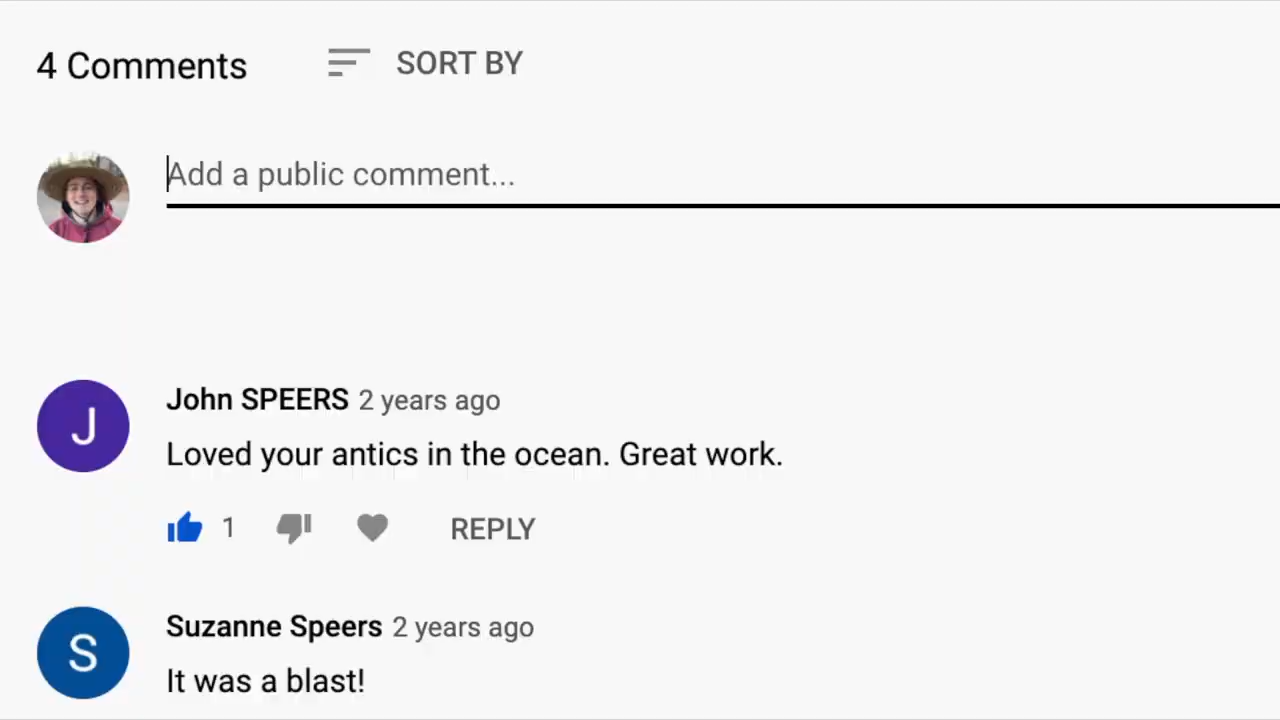 4 Comments SORT BY
Add a public comment...
J
John SPEERS 2 years ago
Loved your antics in the ocean. Great work.
1 REPLY
S
Suzanne Speers 2 years ago
It was a blast!